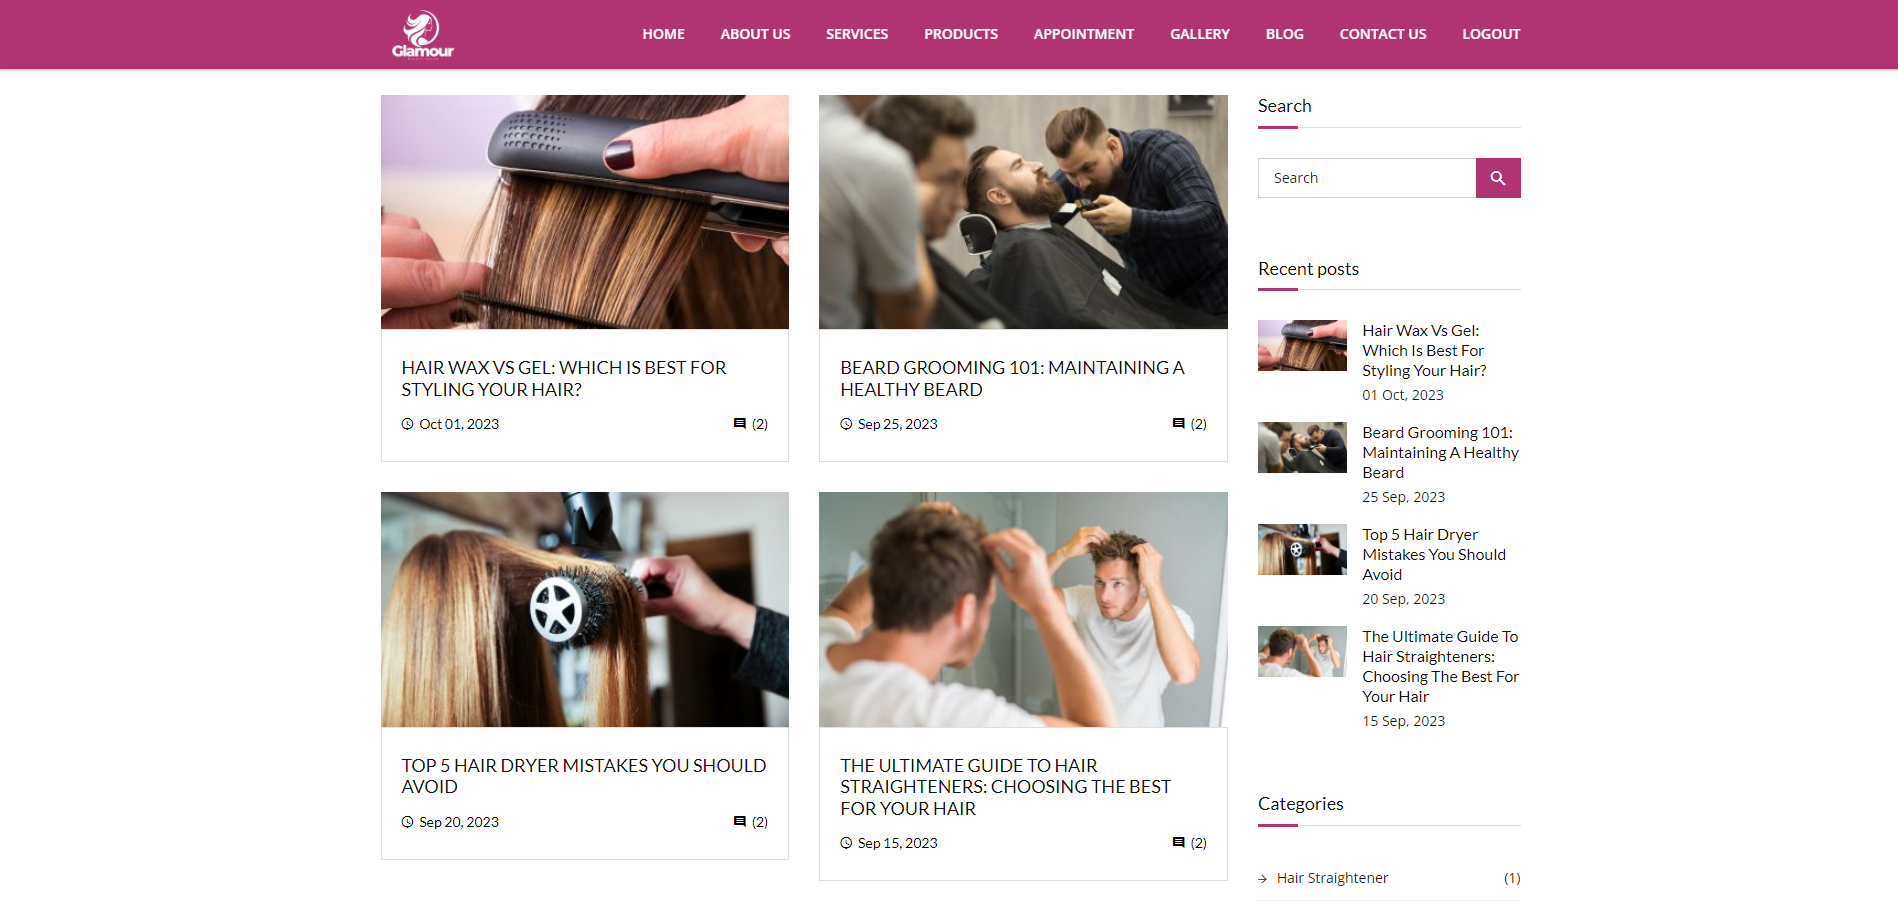 Glamour
HOME ABOUT US SERVICES PRODUCTS APPOINTMENT GALLERY BLOG CONTACT US LOGOUT
HAIR WAX VS GEL: WHICH IS BEST FOR
STYLING YOUR HAIR?
Oct 01, 2023 (2)
BEARD GROOMING 101: MAINTAINING A
HEALTHY BEARD
Sep 25, 2023 (2)
TOP 5 HAIR DRYER MISTAKES YOU SHOULD
AVOID
Sep 20, 2023 (2)
THE ULTIMATE GUIDE TO HAIR
STRAIGHTENERS: CHOOSING THE BEST
FOR YOUR HAIR
Sep 15, 2023 (2)
Search
Search
Recent posts
Hair Wax Vs Gel:
Which Is Best For
Styling Your Hair?
01 Oct, 2023
Beard Grooming 101:
Maintaining A Healthy
Beard
25 Sep, 2023
Top 5 Hair Dryer
Mistakes You Should
Avoid
20 Sep, 2023
The Ultimate Guide To
Hair Straighteners:
Choosing The Best For
Your Hair
15 Sep, 2023
Categories
Hair Straightener (1)